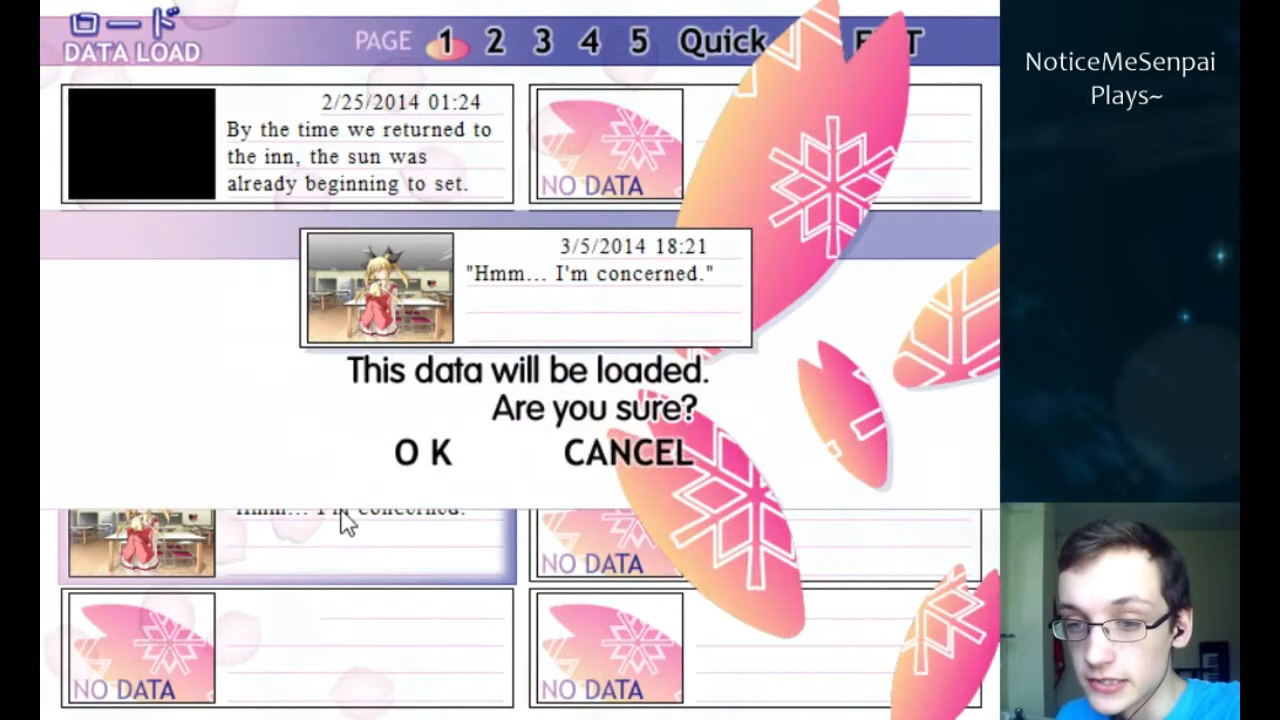 ロード
DATA LOAD
PAGE 1 2 3 4 5 Quick
NoticeMeSenpai
Plays~
2/25/2014 01:24
By the time we returned to
the inn, the sun was
already beginning to set.
NO DATA
3/5/2014 18:21
"Hmm... I'm concerned."
This data will be loaded.
Are you sure?
OK CANCEL
"Hmm... I'm concerned."
NO DATA
NO DATA
NO DATA